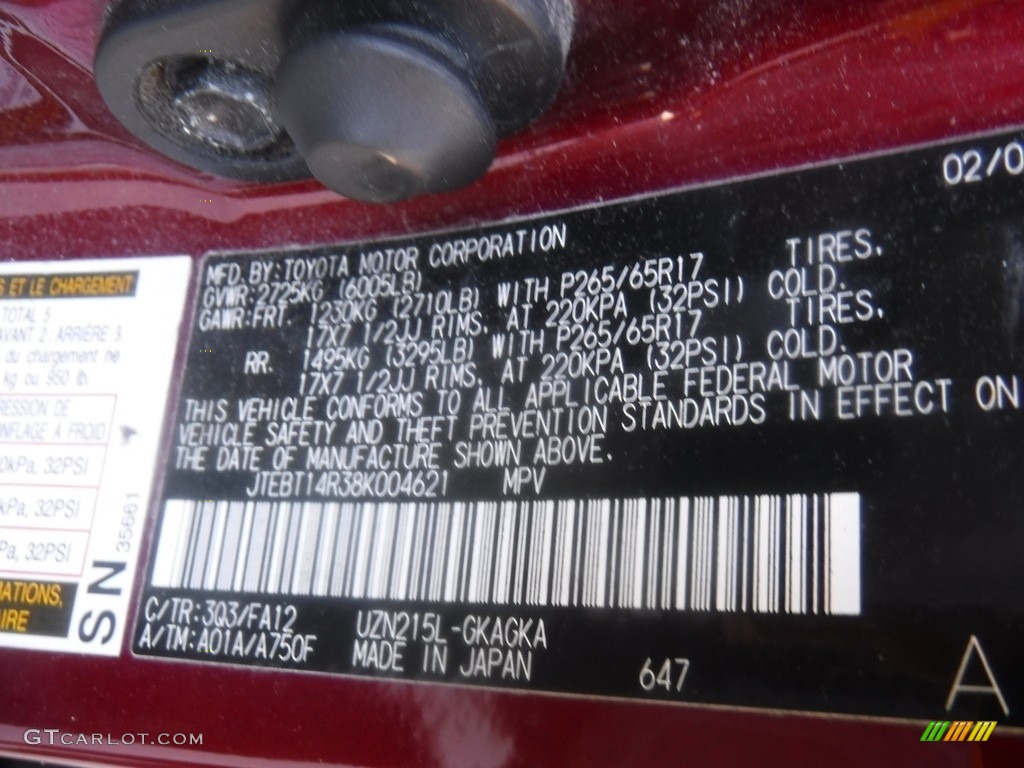 02/0
MFD. BY: TOYOTA MOTOR CORPORATION
GVWR: 2725KG (6005LB)
GAWR: FRT. 1230KG (2710LB) WITH P265/65R17 TIRES,
17X7 1/2JJ RIMS, AT 220KPA (32PSI) COLD.
RR. 1495KG (3295LB) WITH P265/65R17 TIRES,
17X7 1/2JJ RIMS, AT 220KPA (32PSI) COLD.
THIS VEHICLE CONFORMS TO ALL APPLICABLE FEDERAL MOTOR
VEHICLE SAFETY AND THEFT PREVENTION STANDARDS IN EFFECT ON
THE DATE OF MANUFACTURE SHOWN ABOVE.
JTEBT14R38K004621 MPV
C/TR: 3Q3/FA12 UZN215L-GKAGKA
A/TM: A01A/A750F MADE IN JAPAN 647
A
S ET LE CHARGEMENT
TOTAL 5
AVANT 2; ARRIÈRE 3
du chargement ne
kg ou 950 lb.
RESSION DE
ONFLAGE À FROID
0kPa, 32PSI
kPa, 32PSI
Pa, 32PSI
MATIONS,
AIRE
SN 35661
GTCARLOT.COM